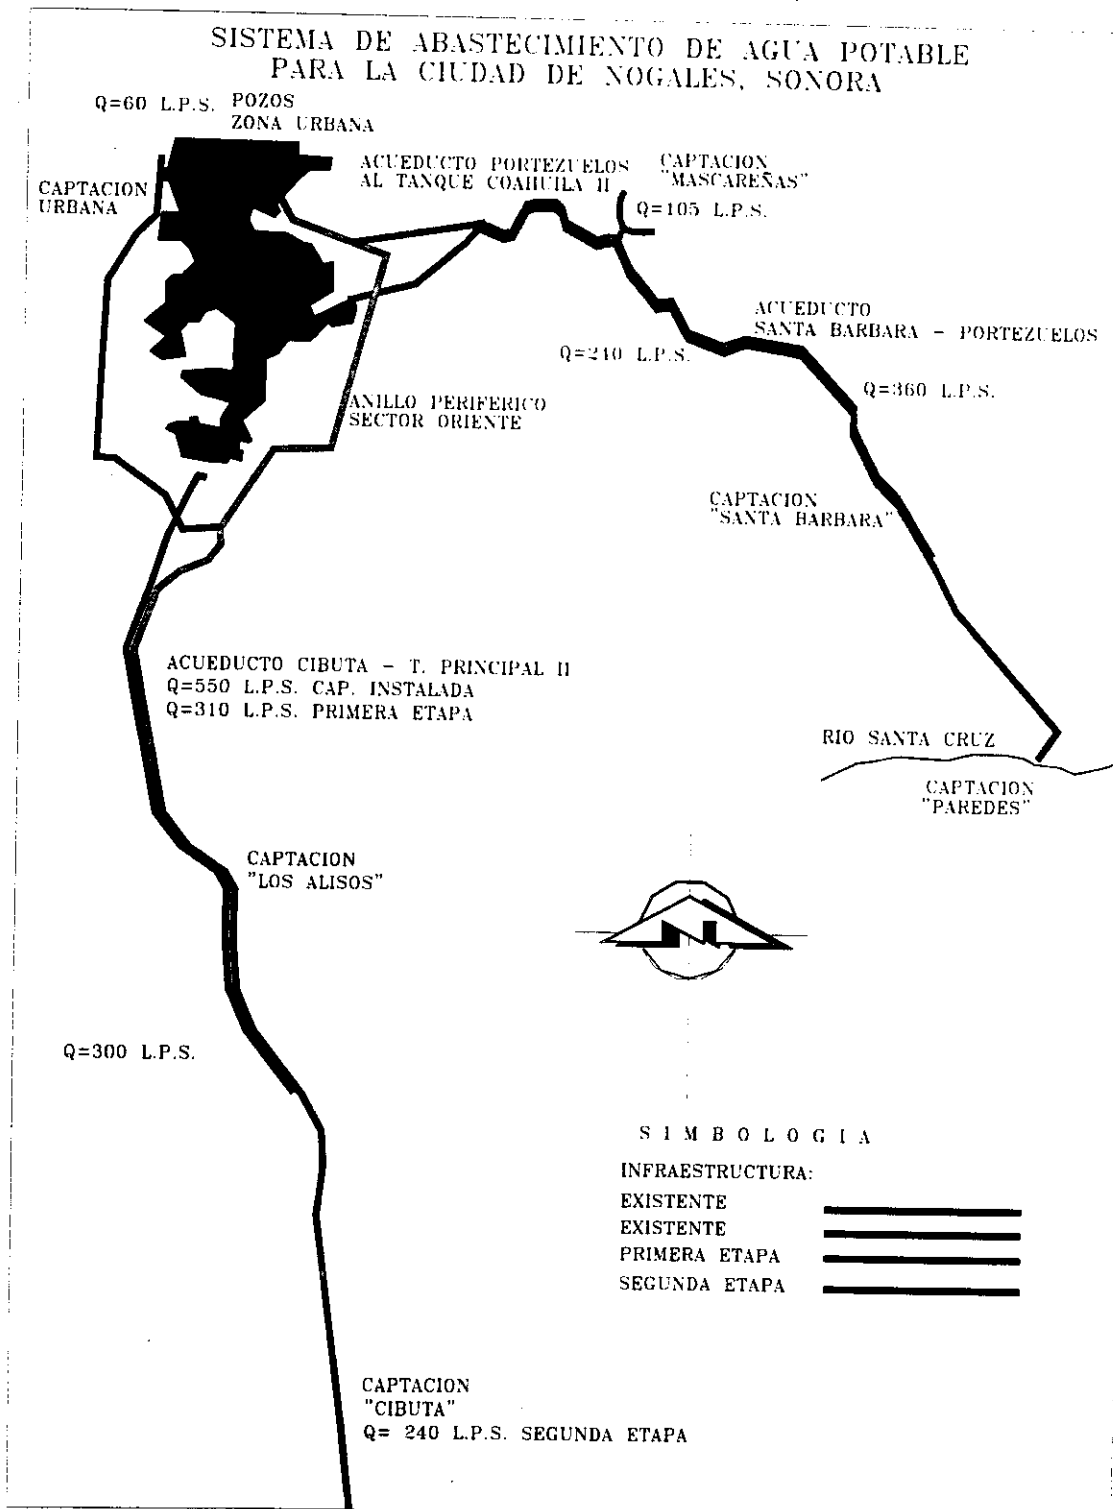 SISTEMA DE ABASTECIMIENTO DE AGUA POTABLE
PARA LA CIUDAD DE NOGALES, SONORA
Q=60 L.P.S. POZOS
ZONA URBANA
CAPTACION
URBANA
ACUEDUCTO PORTEZUELOS
AL TANQUE COAHUILA II
CAPTACION
"MASCAREÑAS"
Q=105 L.P.S.
ACUEDUCTO
SANTA BARBARA - PORTEZUELOS
Q=240 L.P.S.
Q=360 L.P.S.
ANILLO PERIFERICO
SECTOR ORIENTE
CAPTACION
"SANTA BARBARA"
ACUEDUCTO CIBUTA - T. PRINCIPAL II
Q=550 L.P.S. CAP. INSTALADA
Q=310 L.P.S. PRIMERA ETAPA
RIO SANTA CRUZ
CAPTACION
"PAREDES"
CAPTACION
"LOS ALISOS"
N
Q=300 L.P.S.
S I M B O L O G I A
INFRAESTRUCTURA:
EXISTENTE
EXISTENTE
PRIMERA ETAPA
SEGUNDA ETAPA
CAPTACION
"CIBUTA"
Q= 240 L.P.S. SEGUNDA ETAPA